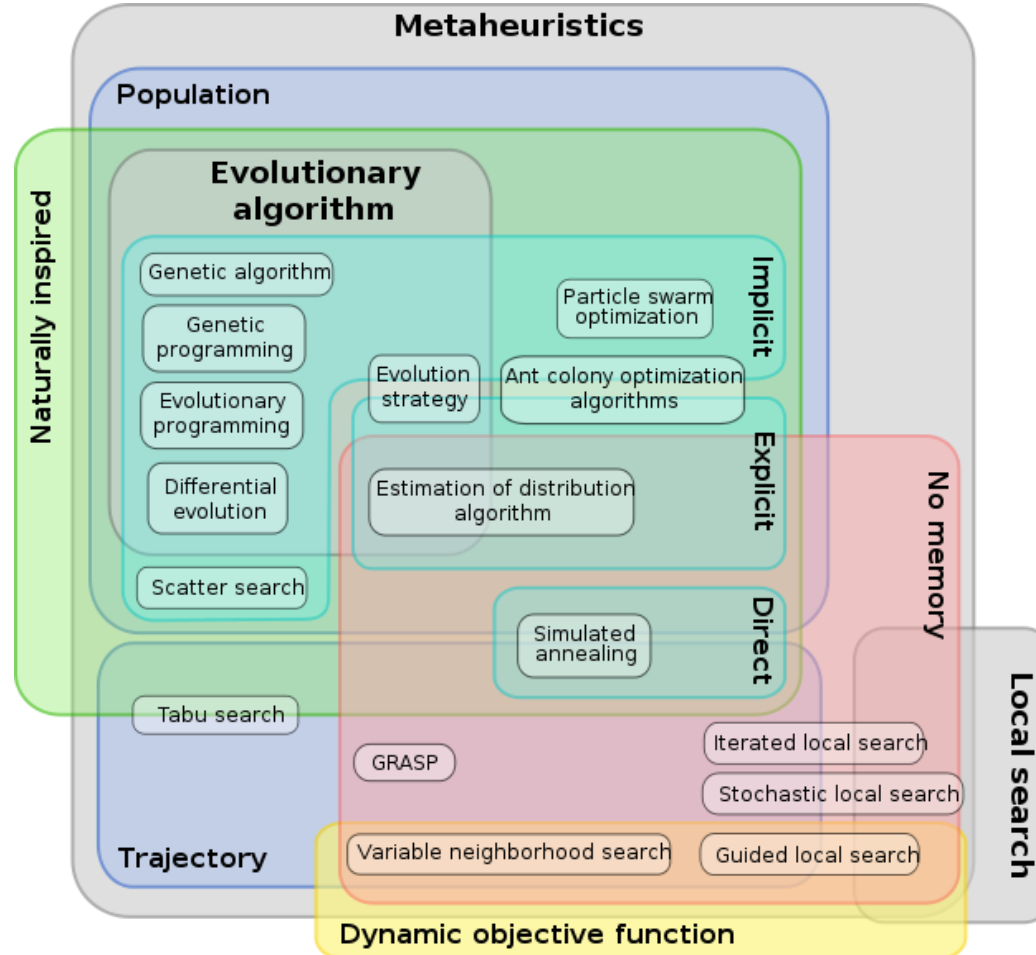 Metaheuristics
Population
Naturally inspired
Evolutionary
algorithm
Implicit
Genetic algorithm
Particle swarm
optimization
Genetic
programming
Evolution
strategy
Ant colony optimization
algorithms
Evolutionary
programming
Explicit
Differential
evolution
Estimation of distribution
algorithm
No memory
Scatter search
Direct
Simulated
annealing
Local search
Tabu search
GRASP
Iterated local search
Stochastic local search
Trajectory
Variable neighborhood search
Guided local search
Dynamic objective function